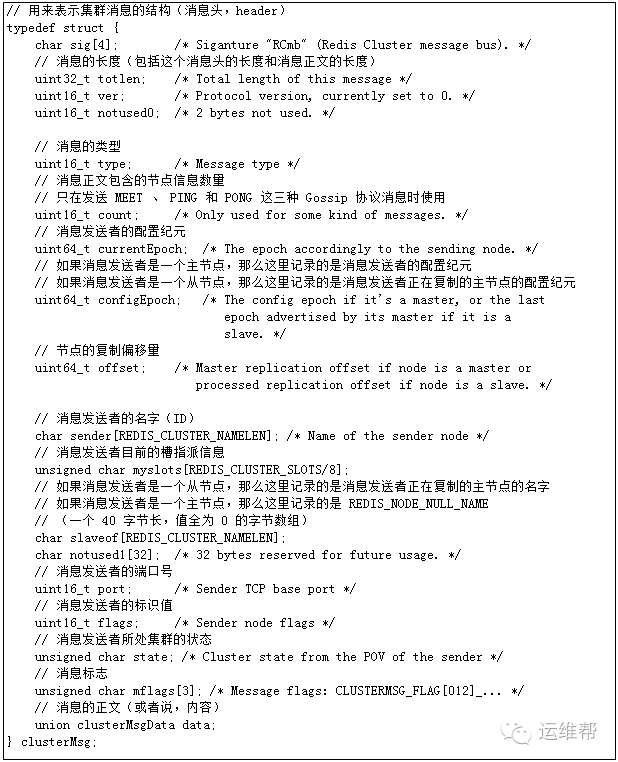 // 用来表示集群消息的结构（消息头，header）
typedef struct {
char sig[4]; /* Siganture "RCmb" (Redis Cluster message bus). */
// 消息的长度（包括这个消息头的长度和消息正文的长度）
uint32_t totlen; /* Total length of this message */
uint16_t ver; /* Protocol version, currently set to 0. */
uint16_t notused0; /* 2 bytes not used. */
// 消息的类型
uint16_t type; /* Message type */
// 消息正文包含的节点信息数量
// 只在发送 MEET 、 PING 和 PONG 这三种 Gossip 协议消息时使用
uint16_t count; /* Only used for some kind of messages. */
// 消息发送者的配置纪元
uint64_t currentEpoch; /* The epoch accordingly to the sending node. */
// 如果消息发送者是一个主节点，那么这里记录的是消息发送者的配置纪元
// 如果消息发送者是一个从节点，那么这里记录的是消息发送者正在复制的主节点的配置纪元
uint64_t configEpoch; /* The config epoch if it's a master, or the last
epoch advertised by its master if it is a
slave. */
// 节点的复制偏移量
uint64_t offset; /* Master replication offset if node is a master or
processed replication offset if node is a slave. */
// 消息发送者的名字（ID）
char sender[REDIS_CLUSTER_NAMELEN]; /* Name of the sender node */
// 消息发送者目前的槽指派信息
unsigned char myslots[REDIS_CLUSTER_SLOTS/8];
// 如果消息发送者是一个从节点，那么这里记录的是消息发送者正在复制的主节点的名字
// 如果消息发送者是一个主节点，那么这里记录的是 REDIS_NODE_NULL_NAME
// （一个 40 字节长，值全为 0 的字节数组）
char slaveof[REDIS_CLUSTER_NAMELEN];
char notused1[32]; /* 32 bytes reserved for future usage. */
// 消息发送者的端口号
uint16_t port; /* Sender TCP base port */
// 消息发送者的标识值
uint16_t flags; /* Sender node flags */
// 消息发送者所处集群的状态
unsigned char state; /* Cluster state from the POV of the sender */
// 消息标志
unsigned char mflags[3]; /* Message flags: CLUSTERMSG_FLAG[012]_... */
// 消息的正文（或者说，内容）
union clusterMsgData data;
} clusterMsg;
运维帮